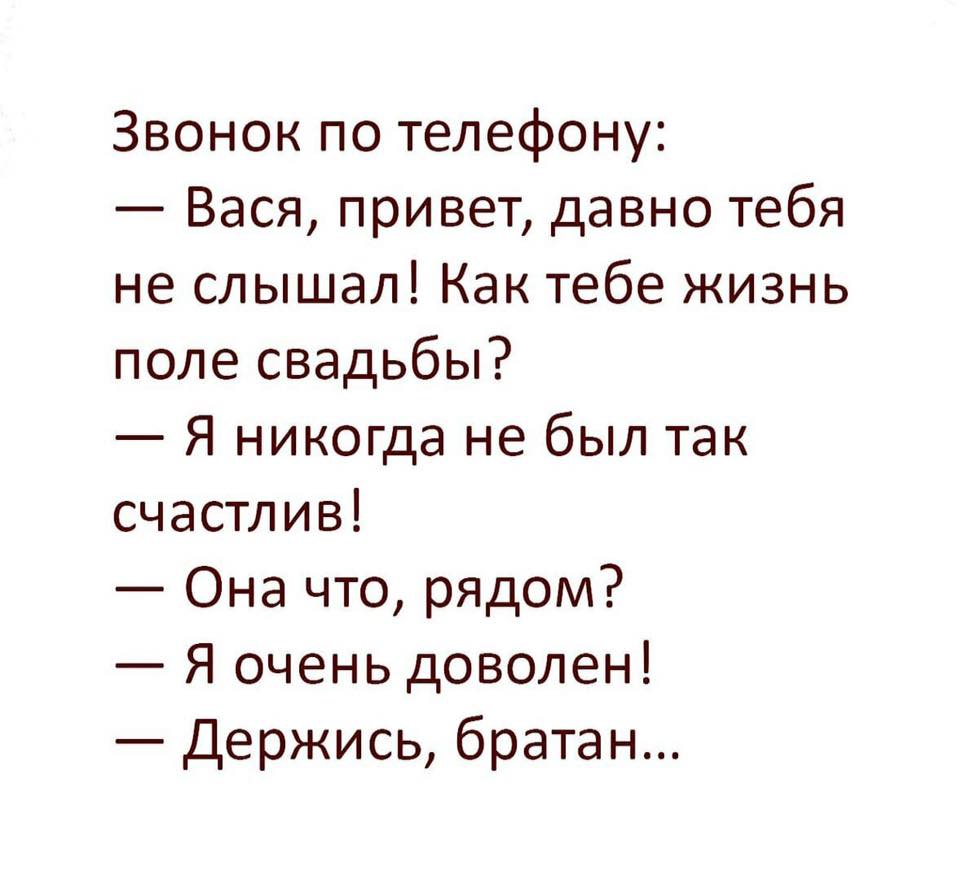 Звонок по телефону:
— Вася, привет, давно тебя
не слышал! Как тебе жизнь
поле свадьбы?
— Я никогда не был так
счастлив!
— Она что, рядом?
— Я очень доволен!
— Держись, братан...